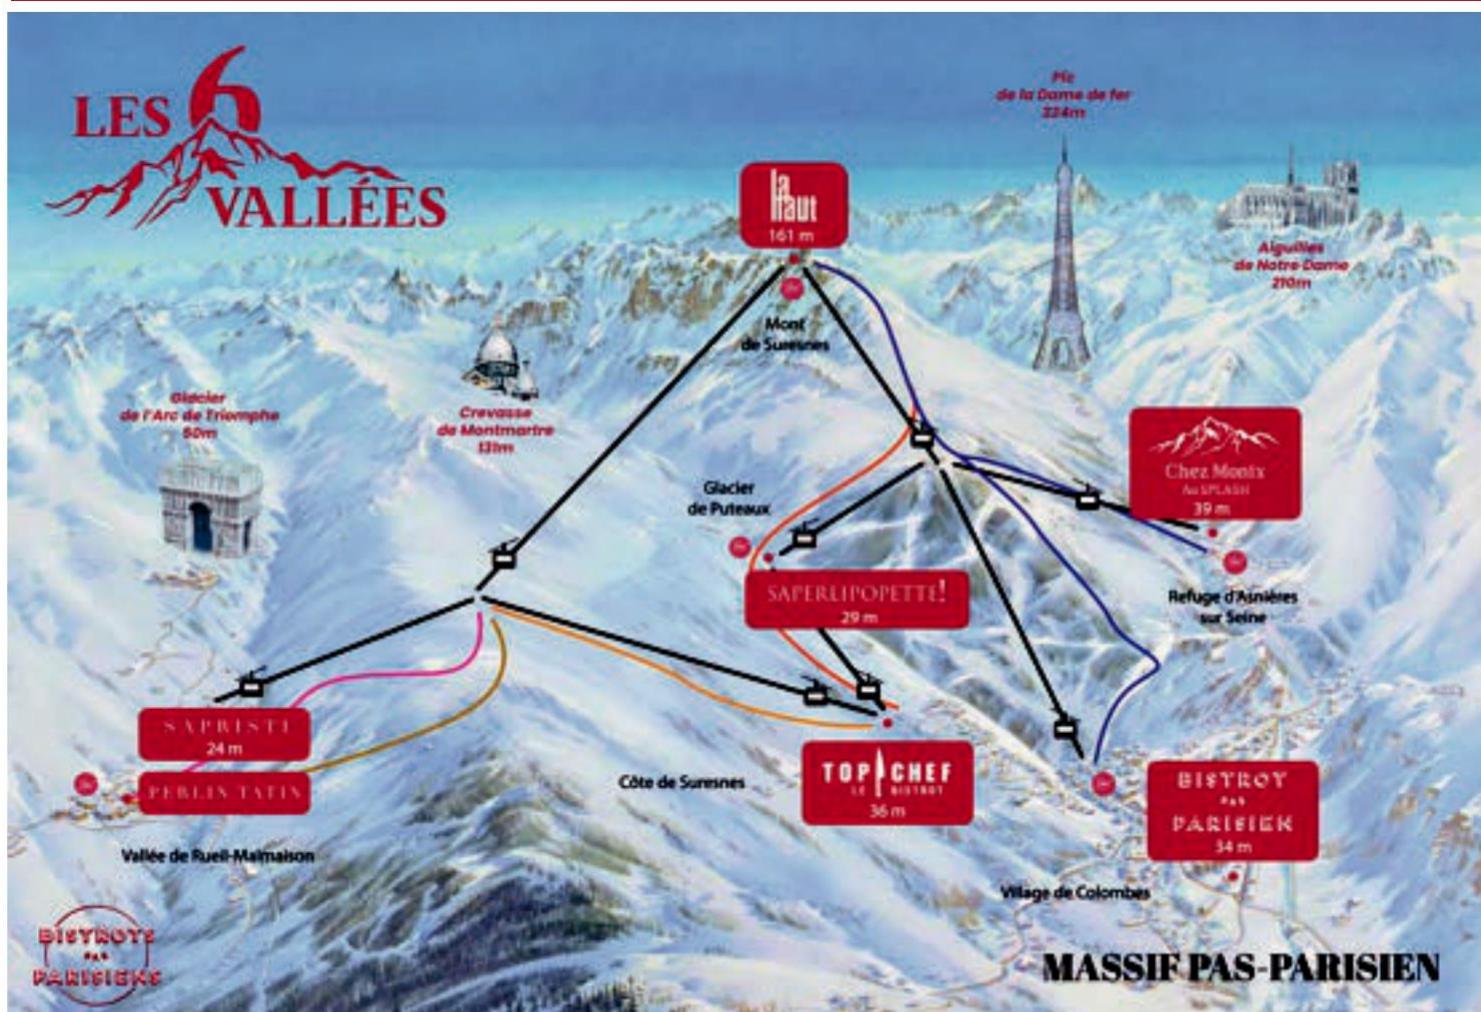 LES 6
VALLÉES
Pic
de la Dame de fer
324m
la
Haut
161 m
Mont
de Suresnes
Aiguilles
de Notre-Dame
210m
Glacier
de l'Arc de Triomphe
50m
Crevasse
de Montmartre
131m
Glacier
de Puteaux
Chez Monix
Au SPLASH
39 m
SAPERLIPOPETTE!
29 m
Refuge d'Asnières
sur Seine
SAPRISTI
24 m
PERLIN TATIN
Vallée de Rueil-Malmaison
Côte de Suresnes
TOP CHEF
LE BISTROT
36 m
BISTROT
PAS
PARISIEN
34 m
Village de Colombes
BISTROTS
PAS
PARISIENS
MASSIF PAS-PARISIEN